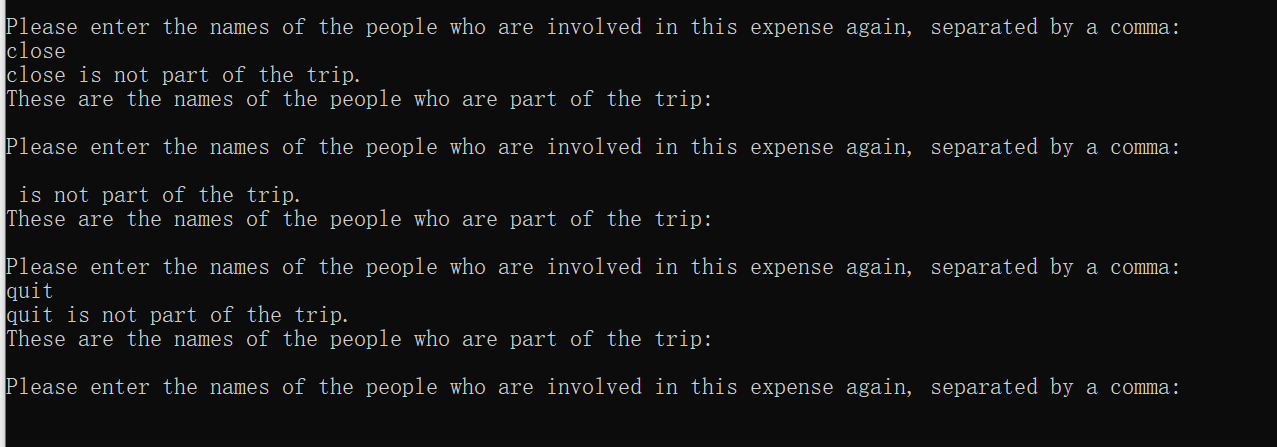 Please enter the names of the people who are involved in this expense again, separated by a comma:
close
close is not part of the trip.
These are the names of the people who are part of the trip:
Please enter the names of the people who are involved in this expense again, separated by a comma:
is not part of the trip.
These are the names of the people who are part of the trip:
Please enter the names of the people who are involved in this expense again, separated by a comma:
quit
quit is not part of the trip.
These are the names of the people who are part of the trip:
Please enter the names of the people who are involved in this expense again, separated by a comma: